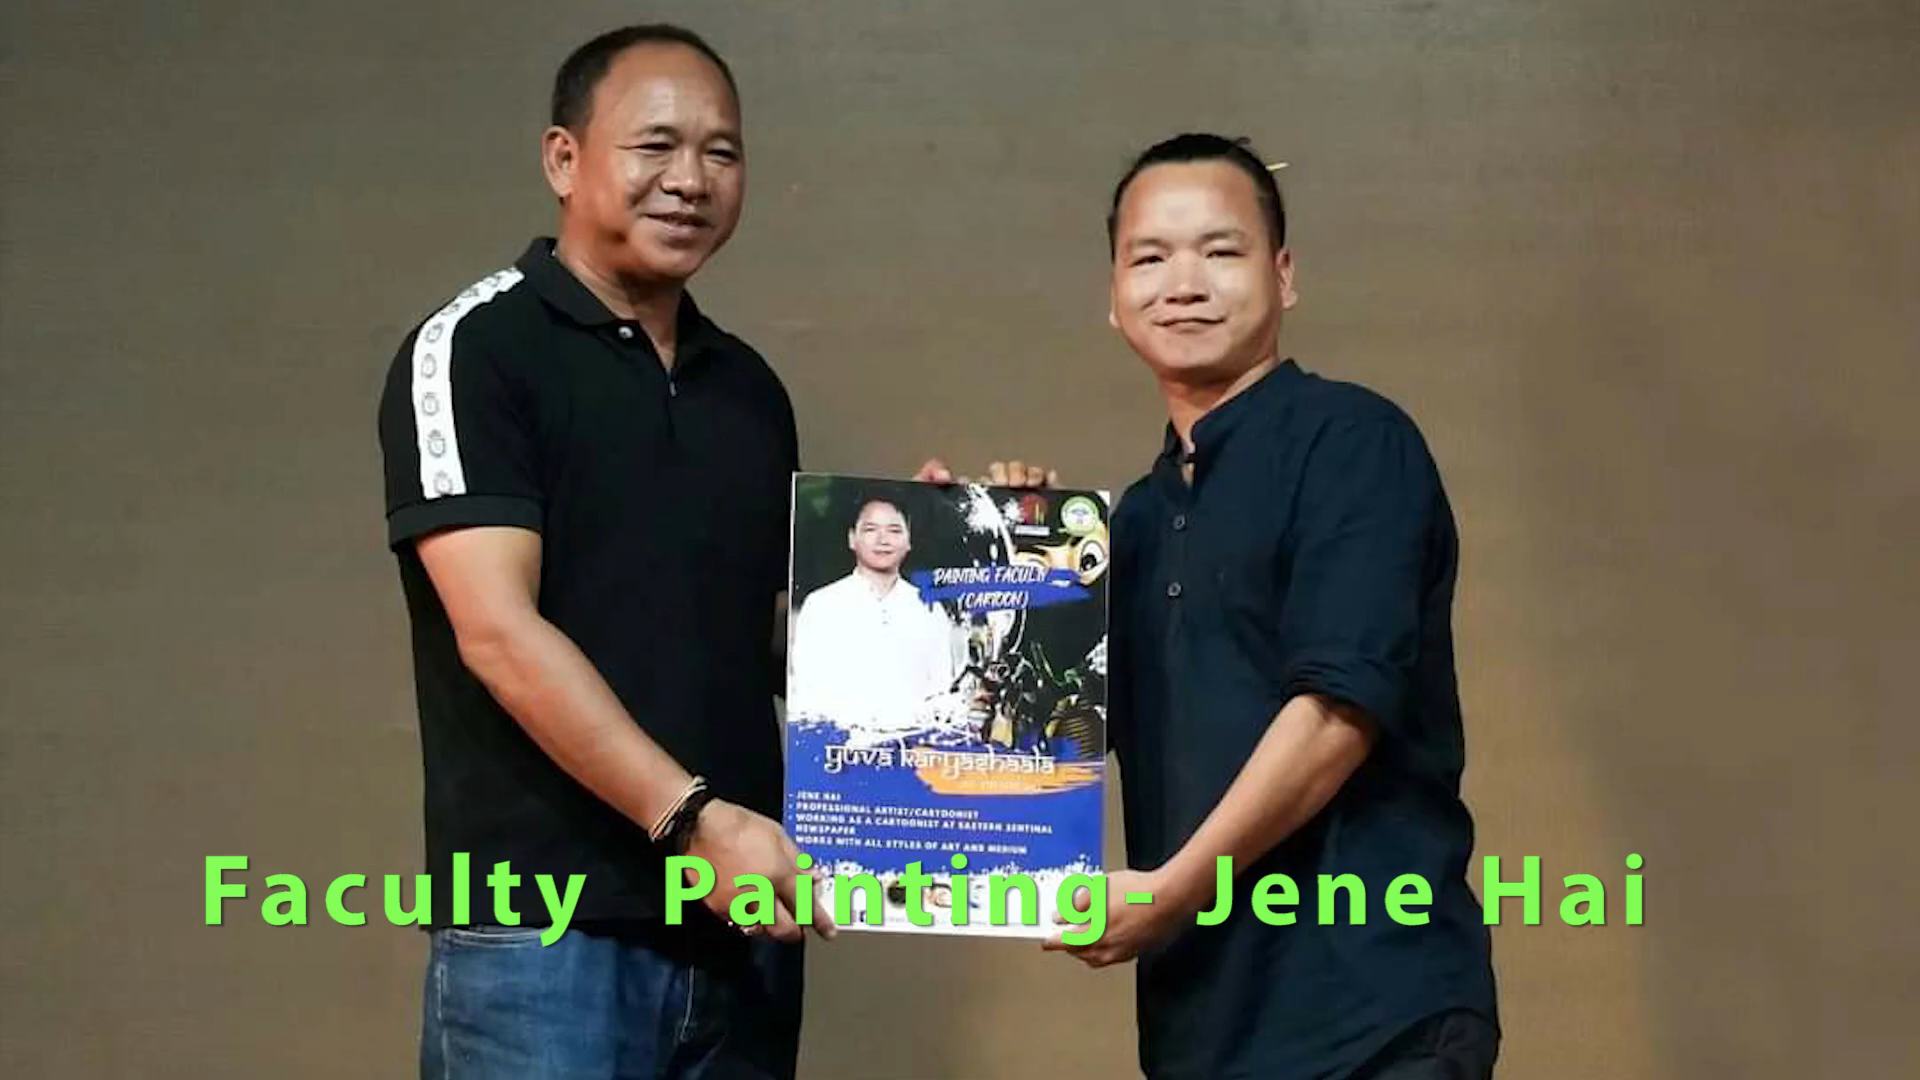 PAINTING FACULTY
(CARTOON)
yuva karyashaala
- JENE HAI
- PROFESSIONAL ARTIST/CARTOONIST
- WORKING AS A CARTOONIST AT EASTERN SENTINAL
NEWSPAPER
WORKS WITH ALL STYLES OF ART AND MEDIUM
Faculty Painting- Jene Hai